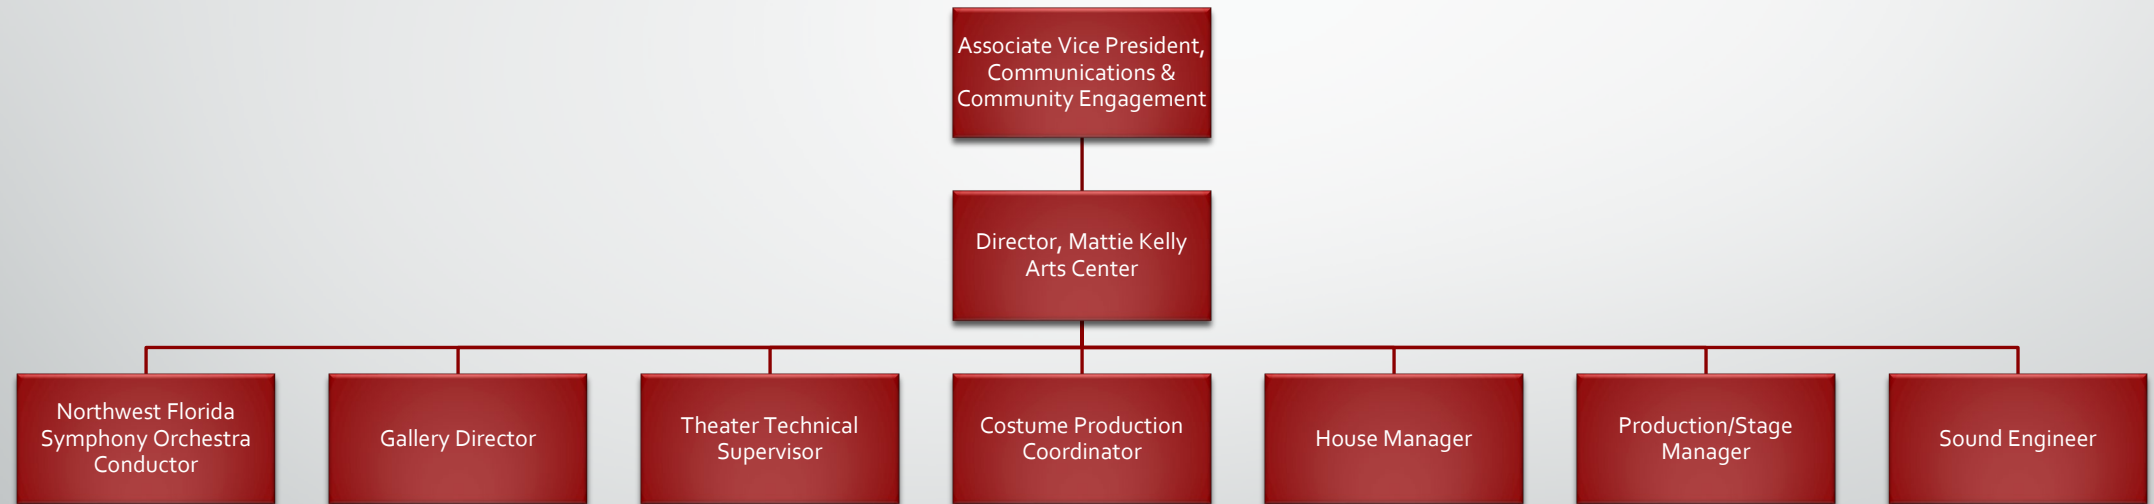 Associate Vice President,
Communications &
Community Engagement
Director, Mattie Kelly
Arts Center
Northwest Florida
Symphony Orchestra
Conductor
Gallery Director
Theater Technical
Supervisor
Costume Production
Coordinator
House Manager
Production/Stage
Manager
Sound Engineer